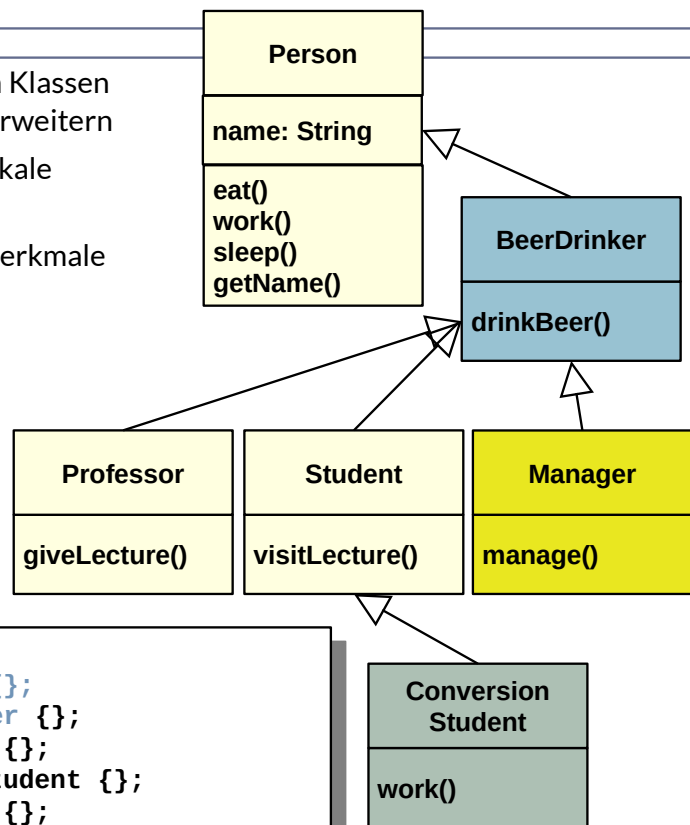 Klassen
rweitern
kale
erkmale
Person
name: String
eat()
work()
sleep()
getName()
BeerDrinker
drinkBeer()
Professor
giveLecture()
Student
visitLecture()
Manager
manage()
Conversion
Student
work()
{};
er {};
{};
tudent {};
{};